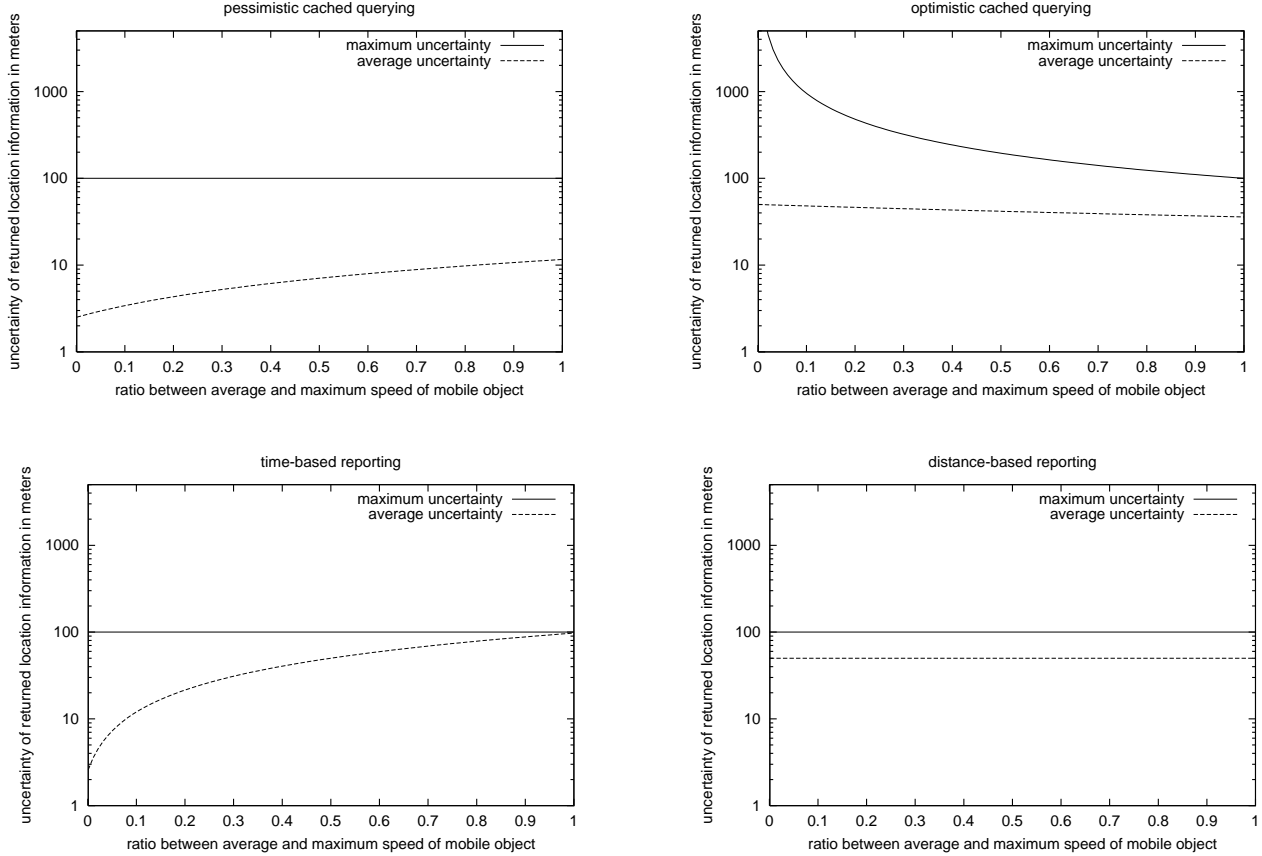 pessimistic cached querying
uncertainty of returned location information in meters
maximum uncertainty
average uncertainty
1000
100
10
1
0 0.1 0.2 0.3 0.4 0.5 0.6 0.7 0.8 0.9 1
ratio between average and maximum speed of mobile object
optimistic cached querying
uncertainty of returned location information in meters
maximum uncertainty
average uncertainty
1000
100
10
1
0 0.1 0.2 0.3 0.4 0.5 0.6 0.7 0.8 0.9 1
ratio between average and maximum speed of mobile object
time-based reporting
uncertainty of returned location information in meters
maximum uncertainty
average uncertainty
1000
100
10
1
0 0.1 0.2 0.3 0.4 0.5 0.6 0.7 0.8 0.9 1
ratio between average and maximum speed of mobile object
distance-based reporting
uncertainty of returned location information in meters
maximum uncertainty
average uncertainty
1000
100
10
1
0 0.1 0.2 0.3 0.4 0.5 0.6 0.7 0.8 0.9 1
ratio between average and maximum speed of mobile object